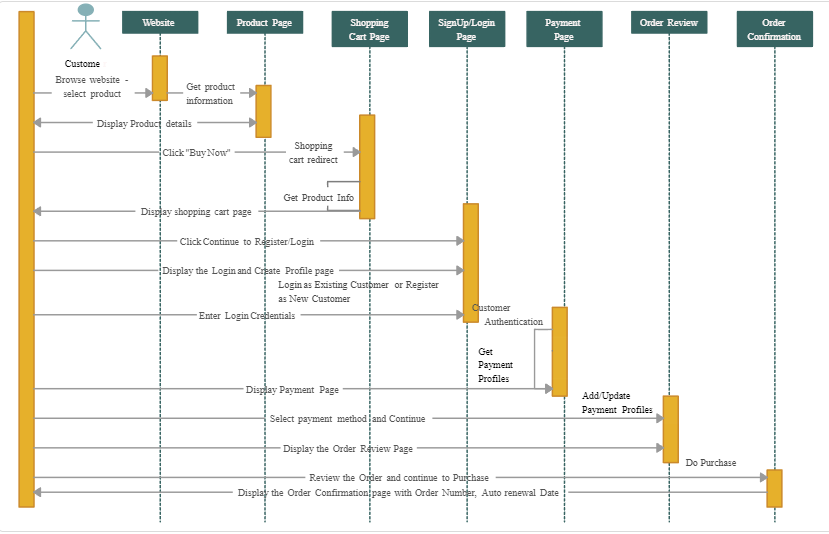 Website
Product Page
Shopping
Cart Page
SignUp/Login
Page
Payment
Page
Order Review
Order
Confirmation
Custome
Browse website -
select product
Get product
information
Display Product details
Click "Buy Now"
Shopping
cart redirect
Get Product Info
Display shopping cart page
Click Continue to Register/Login
Display the Login and Create Profile page
Login as Existing Customer or Register
as New Customer
Enter Login Credentials
Customer
Authentication
Get
Payment
Profiles
Display Payment Page
Add/Update
Payment Profiles
Select payment method and Continue
Display the Order Review Page
Do Purchase
Review the Order and continue to Purchase
Display the Order Confirmation page with Order Number, Auto renewal Date